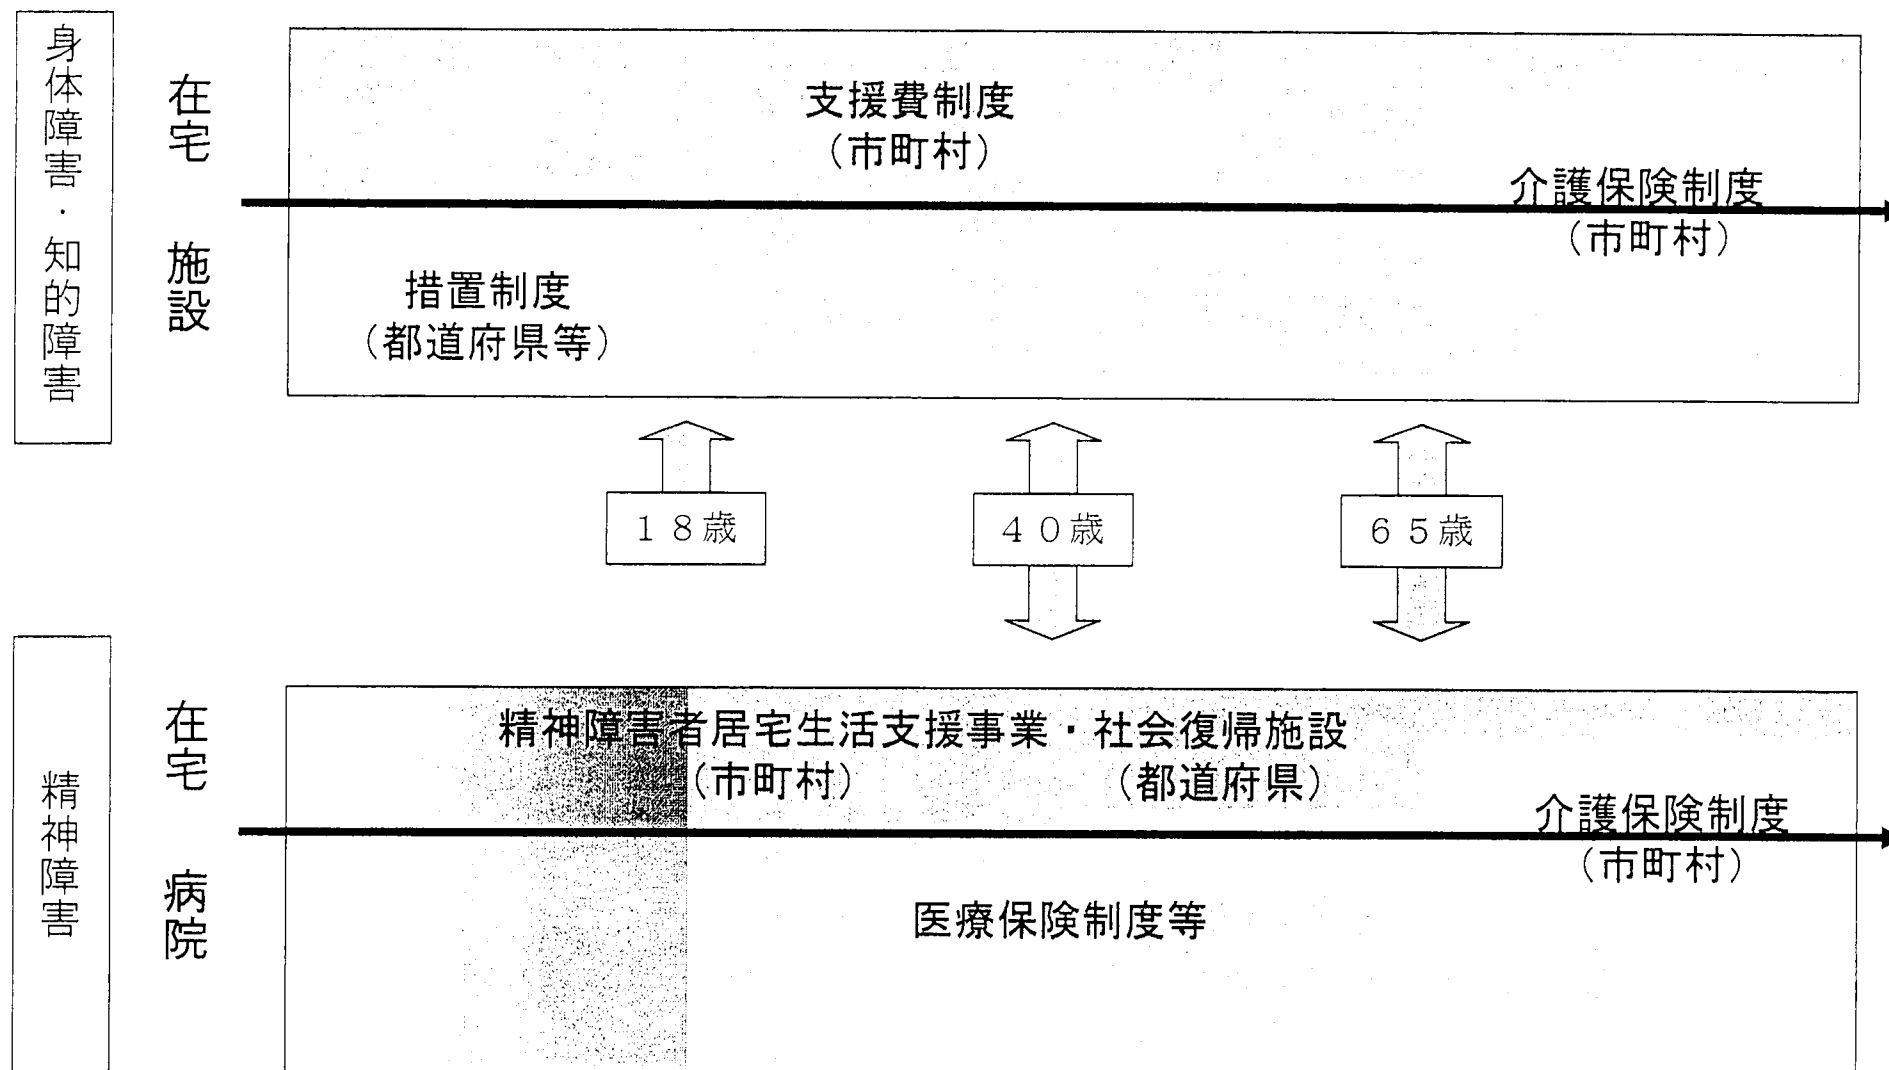 身体障害・知的障害
在宅
支援費制度
（市町村）
介護保険制度
（市町村）
施設
措置制度
（都道府県等）
１８歳
４０歳
６５歳
精神障害
在宅
精神障害者居宅生活支援事業・社会復帰施設
（市町村）
（都道府県）
介護保険制度
（市町村）
病院
医療保険制度等